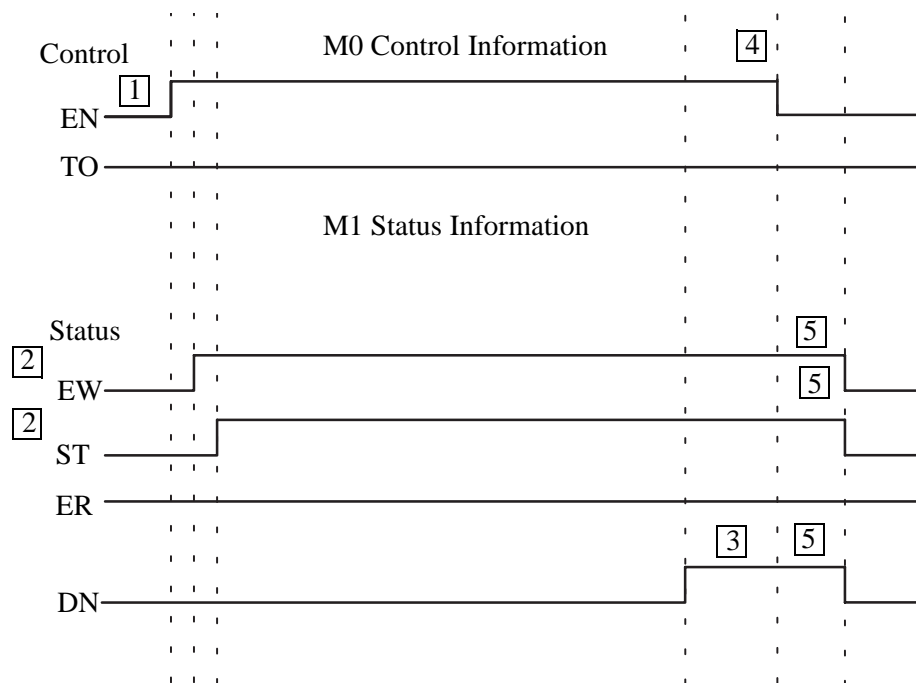 M0 Control Information
4
Control
1
EN
TO
M1 Status Information
Status
5
2
EW
5
2
ST
ER
3
5
DN